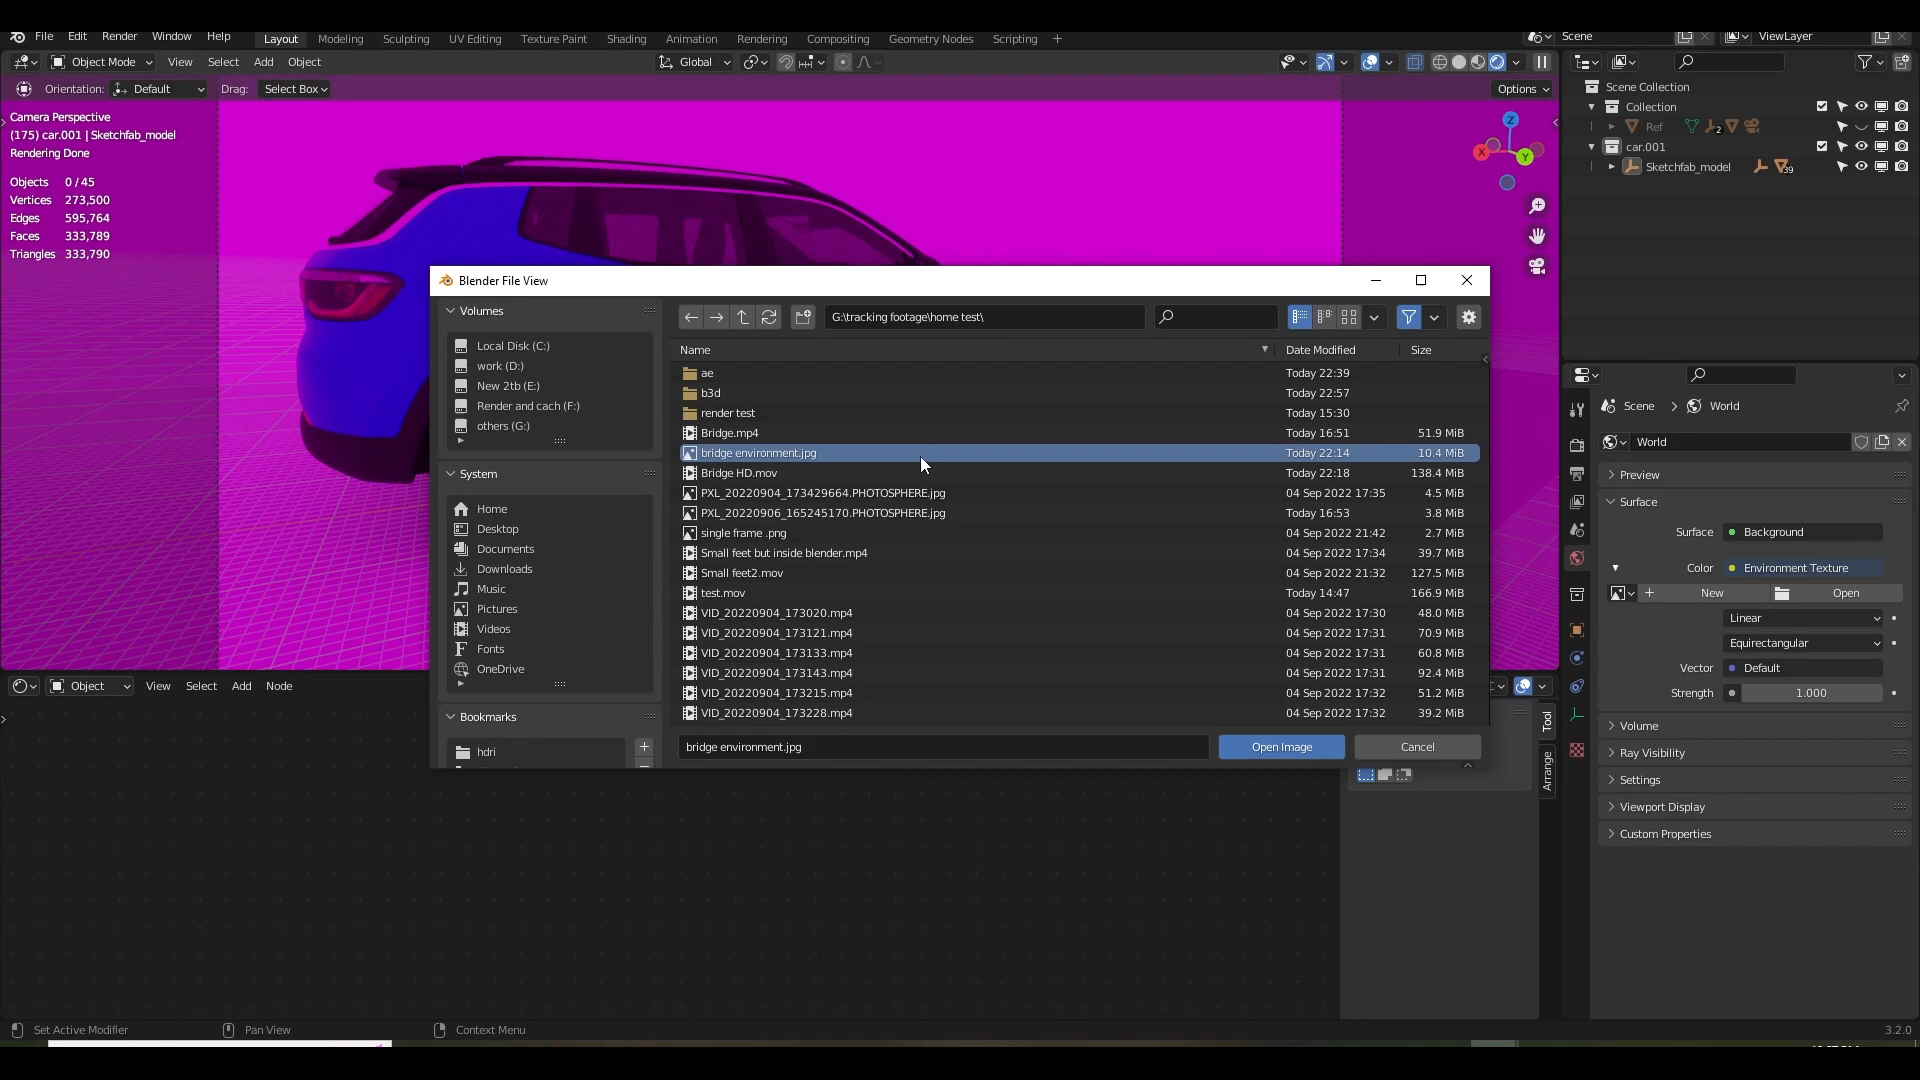 File Edit Render Window Help Layout Modeling Sculpting UV Editing Texture Paint Shading Animation Rendering Compositing Geometry Nodes Scripting + Scene ViewLayer
Object Mode View Select Add Object Global
Orientation: Default Drag: Select Box Options
Camera Perspective
(175) car.001 | Sketchfab_model
Rendering Done
Objects 0 / 45
Vertices 273,500
Edges 595,764
Faces 333,789
Triangles 333,790
Z
X
Y
Scene Collection
Collection
Ref 2
car.001
Sketchfab_model 39
Blender File View
Volumes
Local Disk (C:)
work (D:)
New 2tb (E:)
Render and cach (F:)
others (G:)
System
Home
Desktop
Documents
Downloads
Music
Pictures
Videos
Fonts
OneDrive
Bookmarks
hdri
G:\tracking footage\home test\
Name Date Modified Size
ae Today 22:39
b3d Today 22:57
render test Today 15:30
Bridge.mp4 Today 16:51 51.9 MiB
bridge environment.jpg Today 22:14 10.4 MiB
Bridge HD.mov Today 22:18 138.4 MiB
PXL_20220904_173429664.PHOTOSPHERE.jpg 04 Sep 2022 17:35 4.5 MiB
PXL_20220906_165245170.PHOTOSPHERE.jpg Today 16:53 3.8 MiB
single frame .png 04 Sep 2022 21:42 2.7 MiB
Small feet but inside blender.mp4 04 Sep 2022 17:34 39.7 MiB
Small feet2.mov 04 Sep 2022 21:32 127.5 MiB
test.mov Today 14:47 166.9 MiB
VID_20220904_173020.mp4 04 Sep 2022 17:30 48.0 MiB
VID_20220904_173121.mp4 04 Sep 2022 17:31 70.9 MiB
VID_20220904_173133.mp4 04 Sep 2022 17:31 60.8 MiB
VID_20220904_173143.mp4 04 Sep 2022 17:31 92.4 MiB
VID_20220904_173215.mp4 04 Sep 2022 17:32 51.2 MiB
VID_20220904_173228.mp4 04 Sep 2022 17:32 39.2 MiB
bridge environment.jpg Open Image Cancel
Scene > World
World
Preview
Surface
Surface Background
Color Environment Texture
+ New Open
Linear
Equirectangular
Vector Default
Strength 1.000
Volume
Ray Visibility
Settings
Viewport Display
Custom Properties
Object View Select Add Node
Tool
Arrange
Set Active Modifier Pan View Context Menu 3.2.0